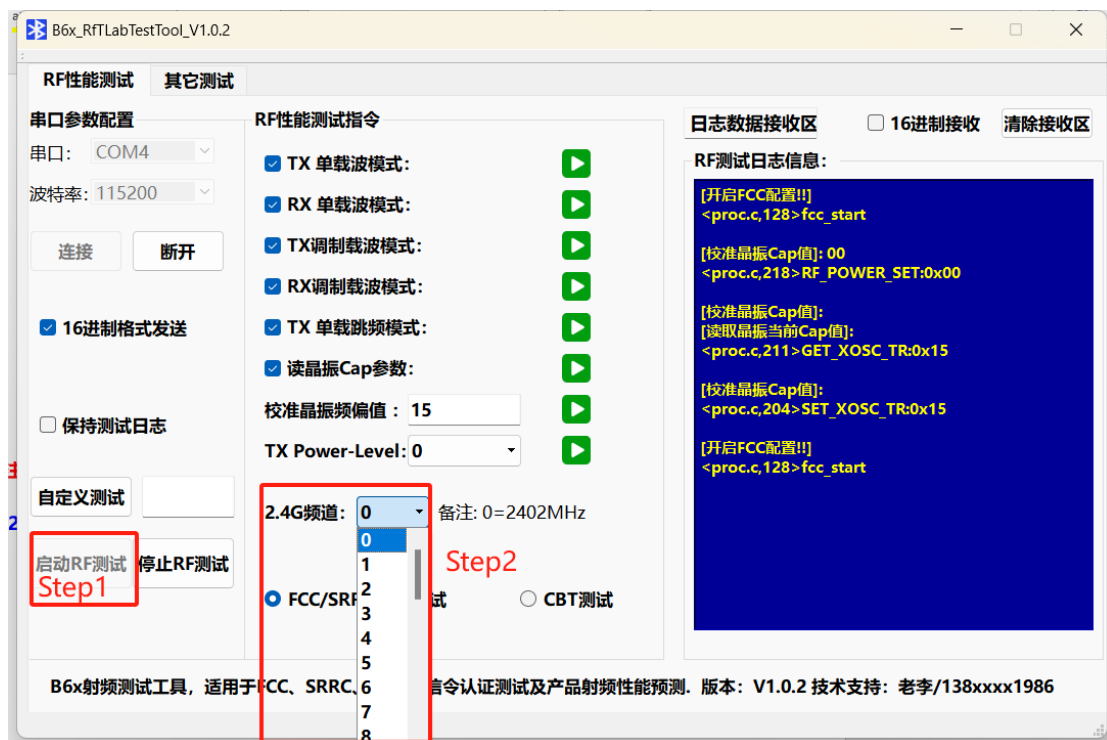 B6x_RfTLabTestTool_V1.0.2
RF性能测试
其它测试
串口参数配置
串口：
COM4
波特率：
115200
连接
断开
16进制格式发送
保持测试日志
自定义测试
启动RF测试
停止RF测试
Step1
RF性能测试指令
TX 单载波模式：
RX 单载波模式：
TX调制载波模式：
RX调制载波模式：
TX 单载跳频模式：
读晶振Cap参数：
校准晶振频偏值：
15
TX Power-Level:
0
2.4G频道：
0
备注: 0=2402MHz
0
1
2
3
4
5
6
7
8
Step2
FCC/SRF
试
CBT测试
日志数据接收区
16进制接收
清除接收区
RF测试日志信息：
[开启FCC配置!!]
<proc.c,128>fcc_start
[校准晶振Cap值]: 00
<proc.c,218>RF_POWER_SET:0x00
[校准晶振Cap值]:
[读取晶振当前Cap值]:
<proc.c,211>GET_XOSC_TR:0x15
[校准晶振Cap值]:
<proc.c,204>SET_XOSC_TR:0x15
[开启FCC配置!!]
<proc.c,128>fcc_start
B6x射频测试工具，适用于FCC、SRRC、
信令认证测试及产品射频性能预测. 版本：V1.0.2 技术支持：老李/138xxxx1986